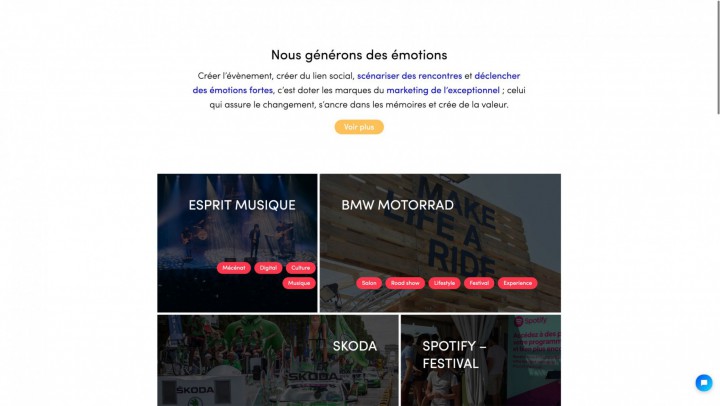 Nous générons des émotions
Créer l'évènement, créer du lien social, scénariser des rencontres et déclencher
des émotions fortes, c'est doter les marques du marketing de l'exceptionnel ; celui
qui assure le changement, s'ancre dans les mémoires et crée de la valeur.
Voir plus
ESPRIT MUSIQUE
Mécénat
Digital
Culture
Musique
BMW MOTORRAD
MAKE
LIFE A
RIDE
Salon
Road show
Lifestyle
Festival
Experience
SKODA
ŠKODA
SPOTIFY –
FESTIVAL
Spotify